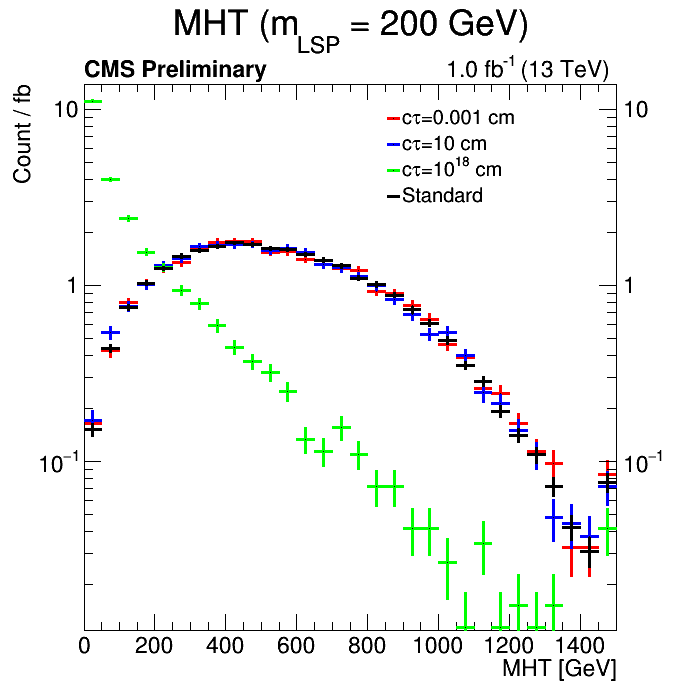 MHT (m_LSP = 200 GeV)
CMS Preliminary
1.0 fb⁻¹ (13 TeV)
Count / fb
10
1
10⁻¹
cτ=0.001 cm
cτ=10 cm
cτ=10¹⁸ cm
Standard
10
1
10⁻¹
0 200 400 600 800 1000 1200 1400
MHT [GeV]